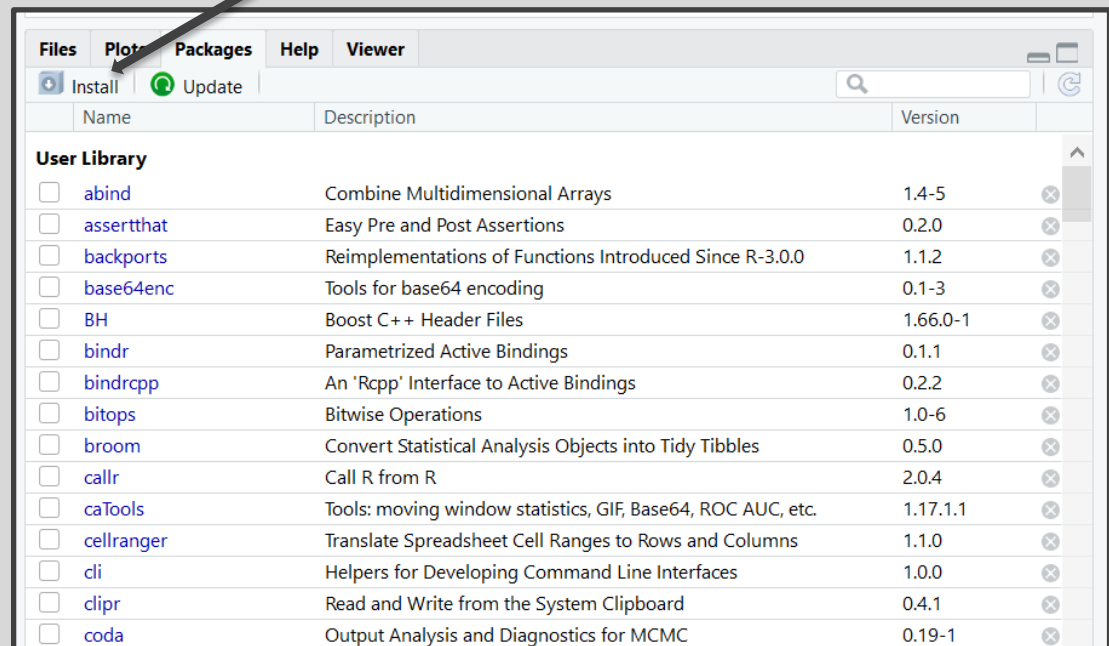 Files Plots Packages Help Viewer
Install Update
Name Description Version
User Library
abind Combine Multidimensional Arrays 1.4-5
assertthat Easy Pre and Post Assertions 0.2.0
backports Reimplementations of Functions Introduced Since R-3.0.0 1.1.2
base64enc Tools for base64 encoding 0.1-3
BH Boost C++ Header Files 1.66.0-1
bindr Parametrized Active Bindings 0.1.1
bindrcpp An 'Rcpp' Interface to Active Bindings 0.2.2
bitops Bitwise Operations 1.0-6
broom Convert Statistical Analysis Objects into Tidy Tibbles 0.5.0
callr Call R from R 2.0.4
caTools Tools: moving window statistics, GIF, Base64, ROC AUC, etc. 1.17.1.1
cellranger Translate Spreadsheet Cell Ranges to Rows and Columns 1.1.0
cli Helpers for Developing Command Line Interfaces 1.0.0
clipr Read and Write from the System Clipboard 0.4.1
coda Output Analysis and Diagnostics for MCMC 0.19-1